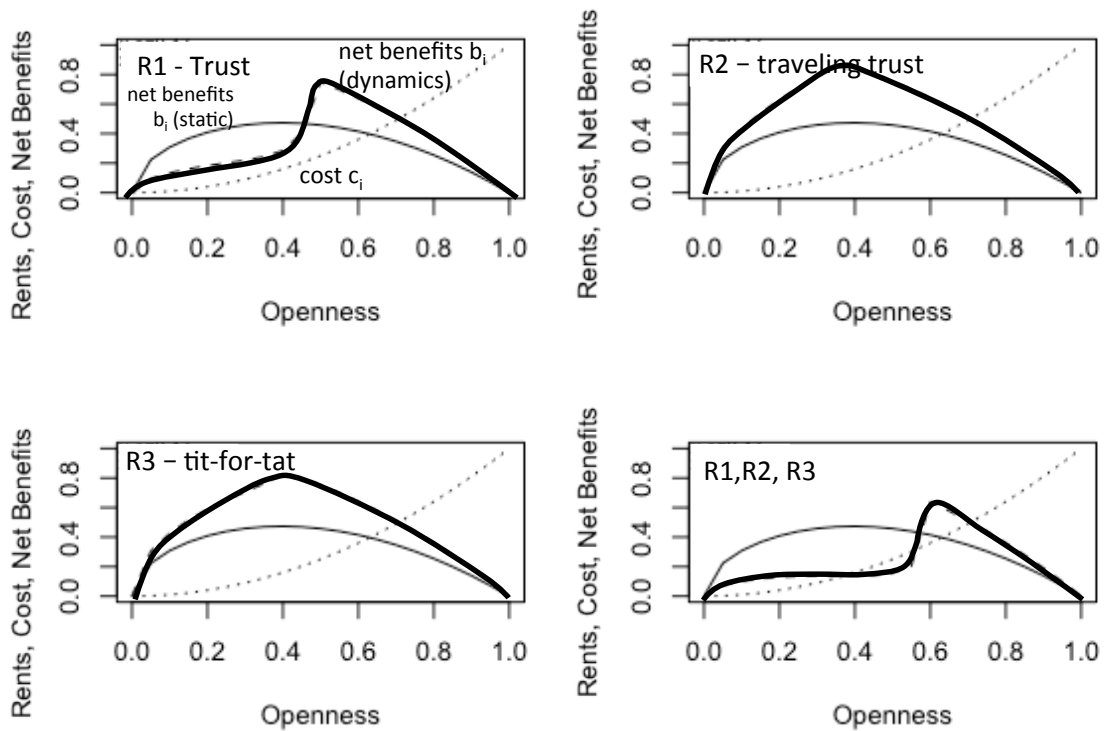 Rents, Cost, Net Benefits
0.0 0.4 0.8
R1 - Trust
net benefits
bi (static)
net benefits bi
(dynamics)
cost ci
0.0 0.2 0.4 0.6 0.8 1.0
Openness
Rents, Cost, Net Benefits
0.0 0.4 0.8
R2 – traveling trust
0.0 0.2 0.4 0.6 0.8 1.0
Openness
Rents, Cost, Net Benefits
0.0 0.4 0.8
R3 – tit-for-tat
0.0 0.2 0.4 0.6 0.8 1.0
Openness
Rents, Cost, Net Benefits
0.0 0.4 0.8
R1,R2, R3
0.0 0.2 0.4 0.6 0.8 1.0
Openness